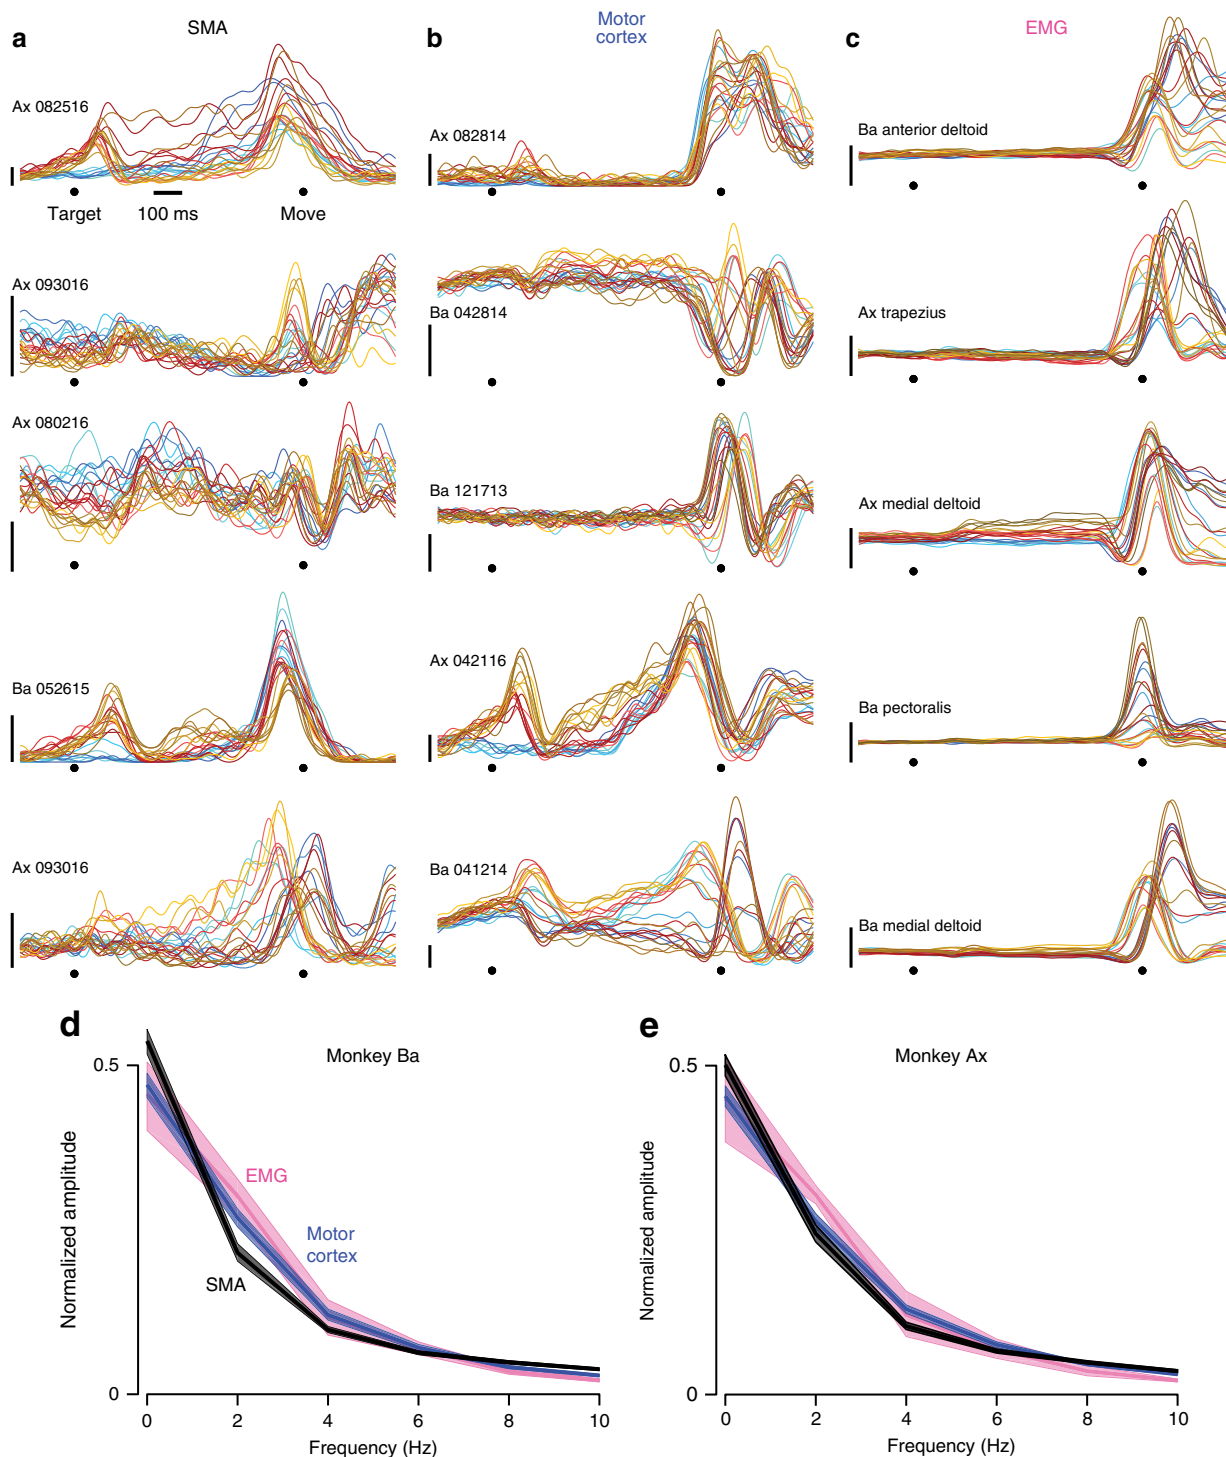 a
SMA
b
Motor
cortex
c
EMG
Ax 082516
Target
100 ms
Move
Ax 093016
Ax 080216
Ba 052615
Ax 093016
Ax 082814
Ba 042814
Ba 121713
Ax 042116
Ba 041214
Ba anterior deltoid
Ax trapezius
Ax medial deltoid
Ba pectoralis
Ba medial deltoid
d
Monkey Ba
0.5
0
Normalized amplitude
EMG
Motor
cortex
SMA
0 2 4 6 8 10
Frequency (Hz)
e
Monkey Ax
0.5
0
Normalized amplitude
0 2 4 6 8 10
Frequency (Hz)